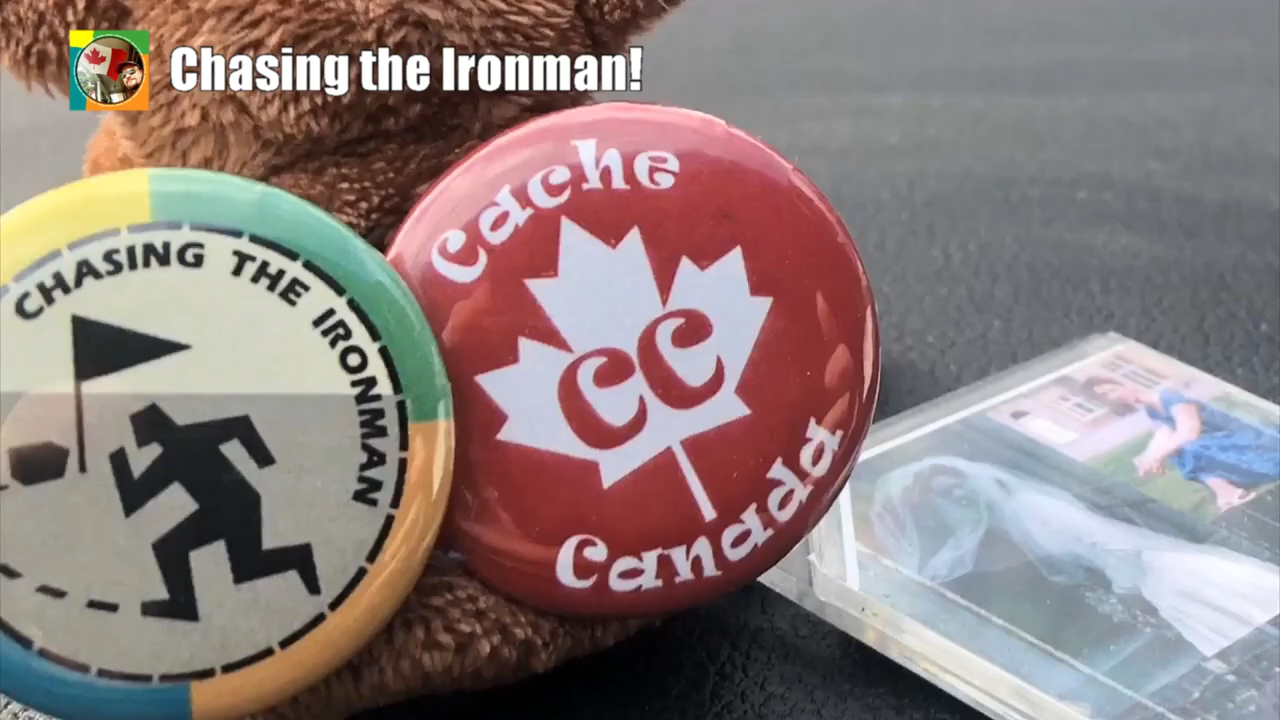 Chasing the Ironman!
CHASING THE IRONMAN
Cache
CC
Canada